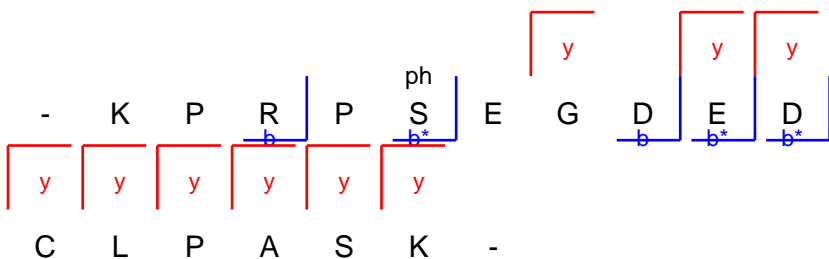 y y y
ph
- K P R P S E G D E D
b b* b b* b*
y y y y y y
C L P A S K -